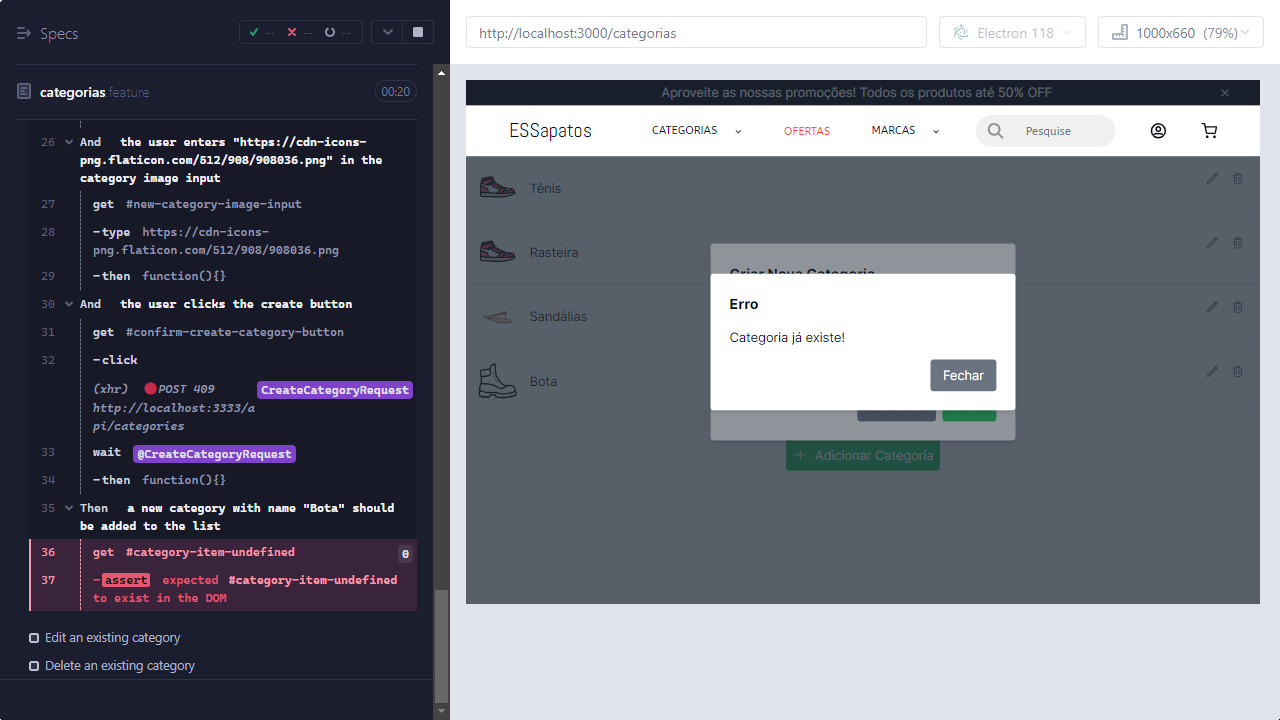 Specs
-- -- --
categorias.feature
00:20
26 And the user enters "https://cdn-icons-
png.flaticon.com/512/908/908036.png" in the
category image input
27 get #new-category-image-input
28 -type https://cdn-icons-
png.flaticon.com/512/908/908036.png
29 -then function(){}
30 And the user clicks the create button
31 get #confirm-create-category-button
32 -click
(xhr) POST 409 CreateCategoryRequest
http://localhost:3333/a
pi/categories
33 wait @CreateCategoryRequest
34 -then function(){}
35 Then a new category with name "Bota" should
be added to the list
36 get #category-item-undefined 0
37 -assert expected #category-item-undefined
to exist in the DOM
Edit an existing category
Delete an existing category
http://localhost:3000/categorias
Electron 118
1000x660 (79%)
Aproveite as nossas promoções! Todos os produtos até 50% OFF
ESSapatos
CATEGORIAS
OFERTAS
MARCAS
Pesquise
Tênis
Rasteira
Sandálias
Bota
Criar Nova Categoria
Erro
Categoria já existe!
Fechar
+ Adicionar Categoria